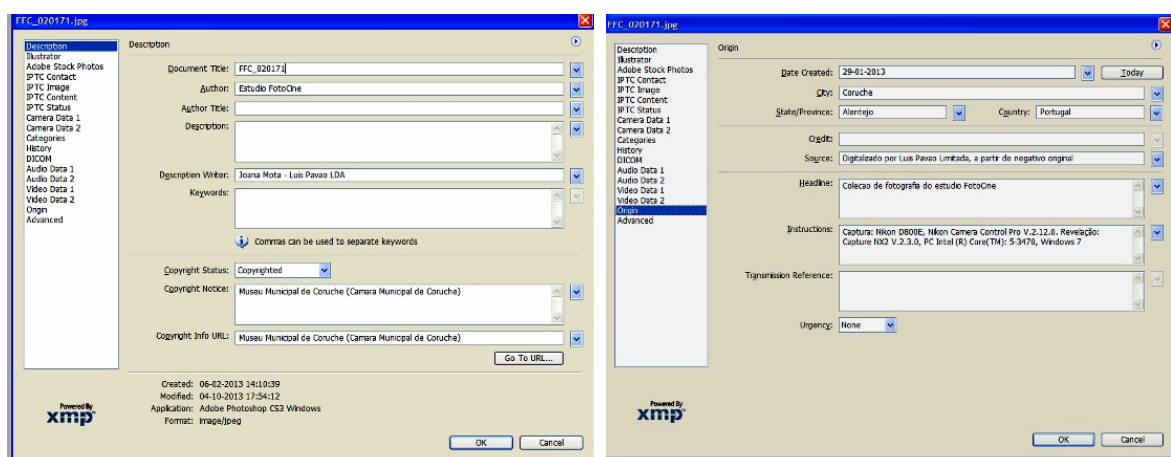 FFC_020171.jpg
Description
Illustrator
Adobe Stock Photos
IPTC Contact
IPTC Image
IPTC Content
IPTC Status
Camera Data 1
Camera Data 2
Categories
History
DICOM
Audio Data 1
Audio Data 2
Video Data 1
Video Data 2
Origin
Advanced
Powered By
xmp
Description
Document Title: FFC_020171
Author: Estudio FotoCine
Author Title:
Description:
Description Writer: Joana Mota - Luis Pavao LDA
Keywords:
Commas can be used to separate keywords
Copyright Status: Copyrighted
Copyright Notice: Museu Municipal de Coruche (Camara Municipal de Coruche)
Copyright Info URL: Museu Municipal de Coruche (Camara Municipal de Coruche)
Go To URL...
Created: 06-02-2013 14:10:39
Modified: 04-10-2013 17:54:12
Application: Adobe Photoshop CS3 Windows
Format: image/jpeg
OK Cancel
FFC_020171.jpg
Description
Illustrator
Adobe Stock Photos
IPTC Contact
IPTC Image
IPTC Content
IPTC Status
Camera Data 1
Camera Data 2
Categories
History
DICOM
Audio Data 1
Audio Data 2
Video Data 1
Video Data 2
Origin
Advanced
Powered By
xmp
Origin
Date Created: 29-01-2013 Today
City: Coruche
State/Province: Alentejo Country: Portugal
Credit:
Source: Digitalzado por Luis Pavao Limitada, a partir do negativo original
Headline: Colecao de fotografia do estudio FotoCine
Instructions: Captura: Nikon D800E, Nikon Camera Control Pro V.2.12.0. Revelação:
Capture NX2 V.2.3.0, PC Intel (R) Core(TM): 5-3470, Windows 7
Transmission Reference:
Urgency: None
OK Cancel